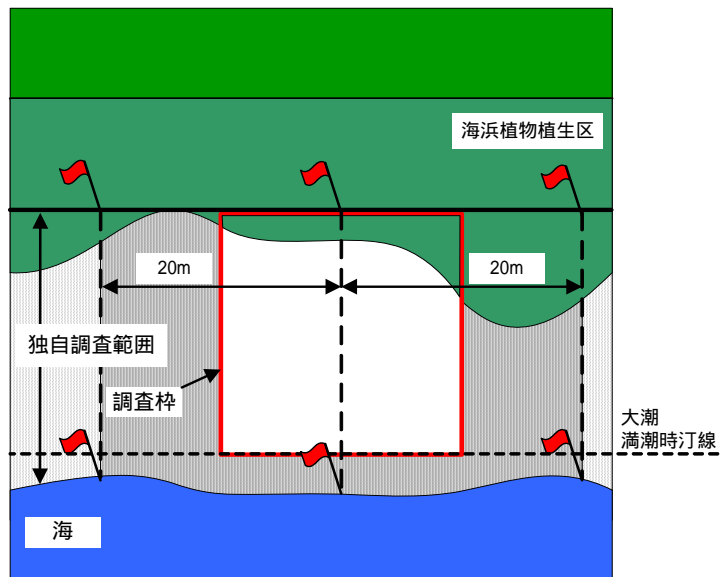 海浜植物植生区
20m
20m
独自調査範囲
調査枠
大潮
満潮時汀線
海